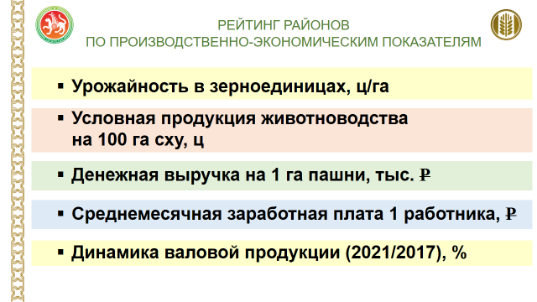 РЕЙТИНГ РАЙОНОВ
ПО ПРОИЗВОДСТВЕННО-ЭКОНОМИЧЕСКИМ ПОКАЗАТЕЛЯМ
▪ Урожайность в зерноединицах, ц/га
▪ Условная продукция животноводства
на 100 га сху, ц
▪ Денежная выручка на 1 га пашни, тыс. ₽
▪ Среднемесячная заработная плата 1 работника, ₽
▪ Динамика валовой продукции (2021/2017), %